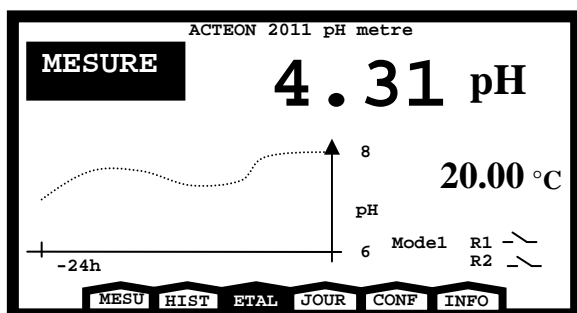 ACTEON 2011 pH metre
MESURE
4.31 pH
8
20.00 °C
pH
6
Mode1 R1
R2
-24h
MESU HIST ETAL JOUR CONF INFO